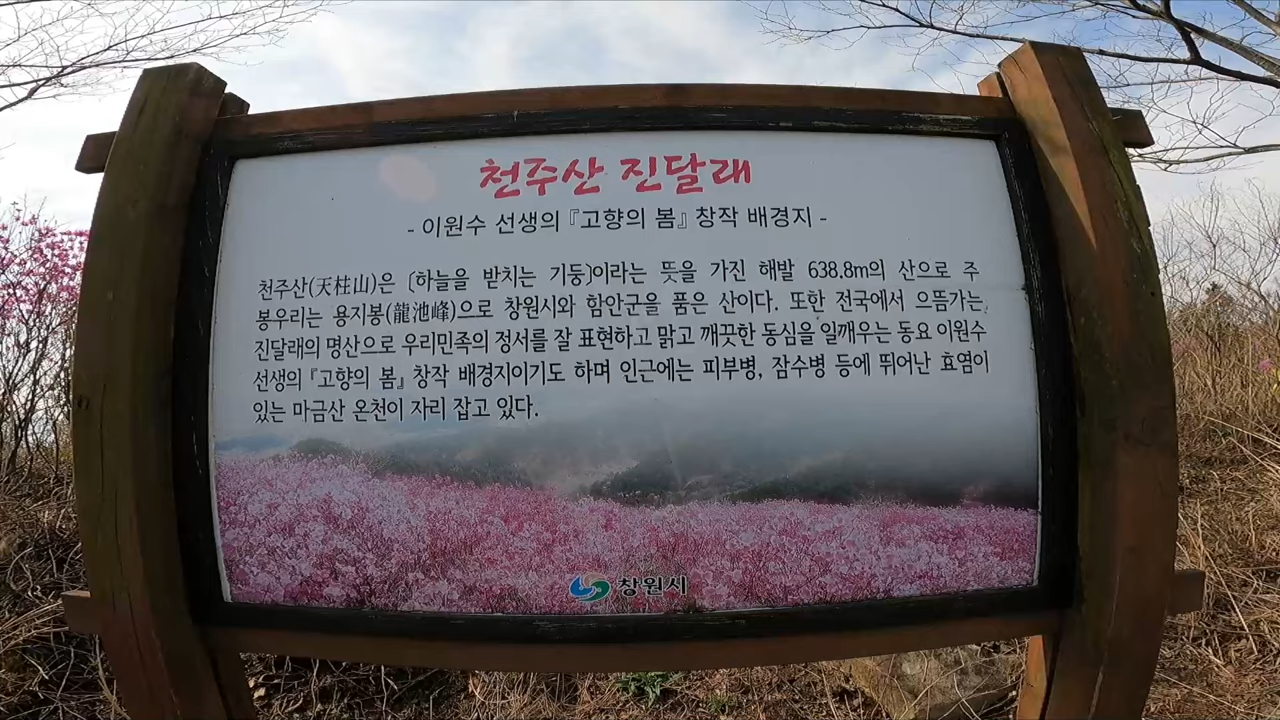 천주산 진달래
- 이원수 선생의 『고향의 봄』 창작 배경지 -
천주산(天柱山)은 [하늘을 받치는 기둥]이라는 뜻을 가진 해발 638.8m의 산으로 주
봉우리는 용지봉(龍池峰)으로 창원시와 함안군을 품은 산이다. 또한 전국에서 으뜸가는
진달래의 명산으로 우리민족의 정서를 잘 표현하고 맑고 깨끗한 동심을 일깨우는 동요 이원수
선생의 『고향의 봄』 창작 배경지이기도 하며 인근에는 피부병, 잠수병 등에 뛰어난 효염이
있는 마금산 온천이 자리 잡고 있다.
창원시